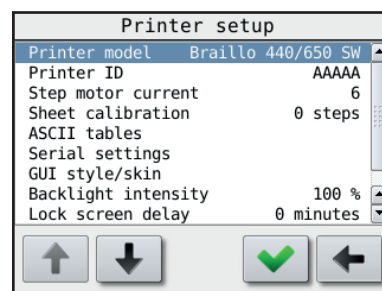 Printer setup
Printer model Braillo 440/650 SW
Printer ID AAAAA
Step motor current 6
Sheet calibration 0 steps
ASCII tables
Serial settings
GUI style/skin
Backlight intensity 100 %
Lock screen delay 0 minutes